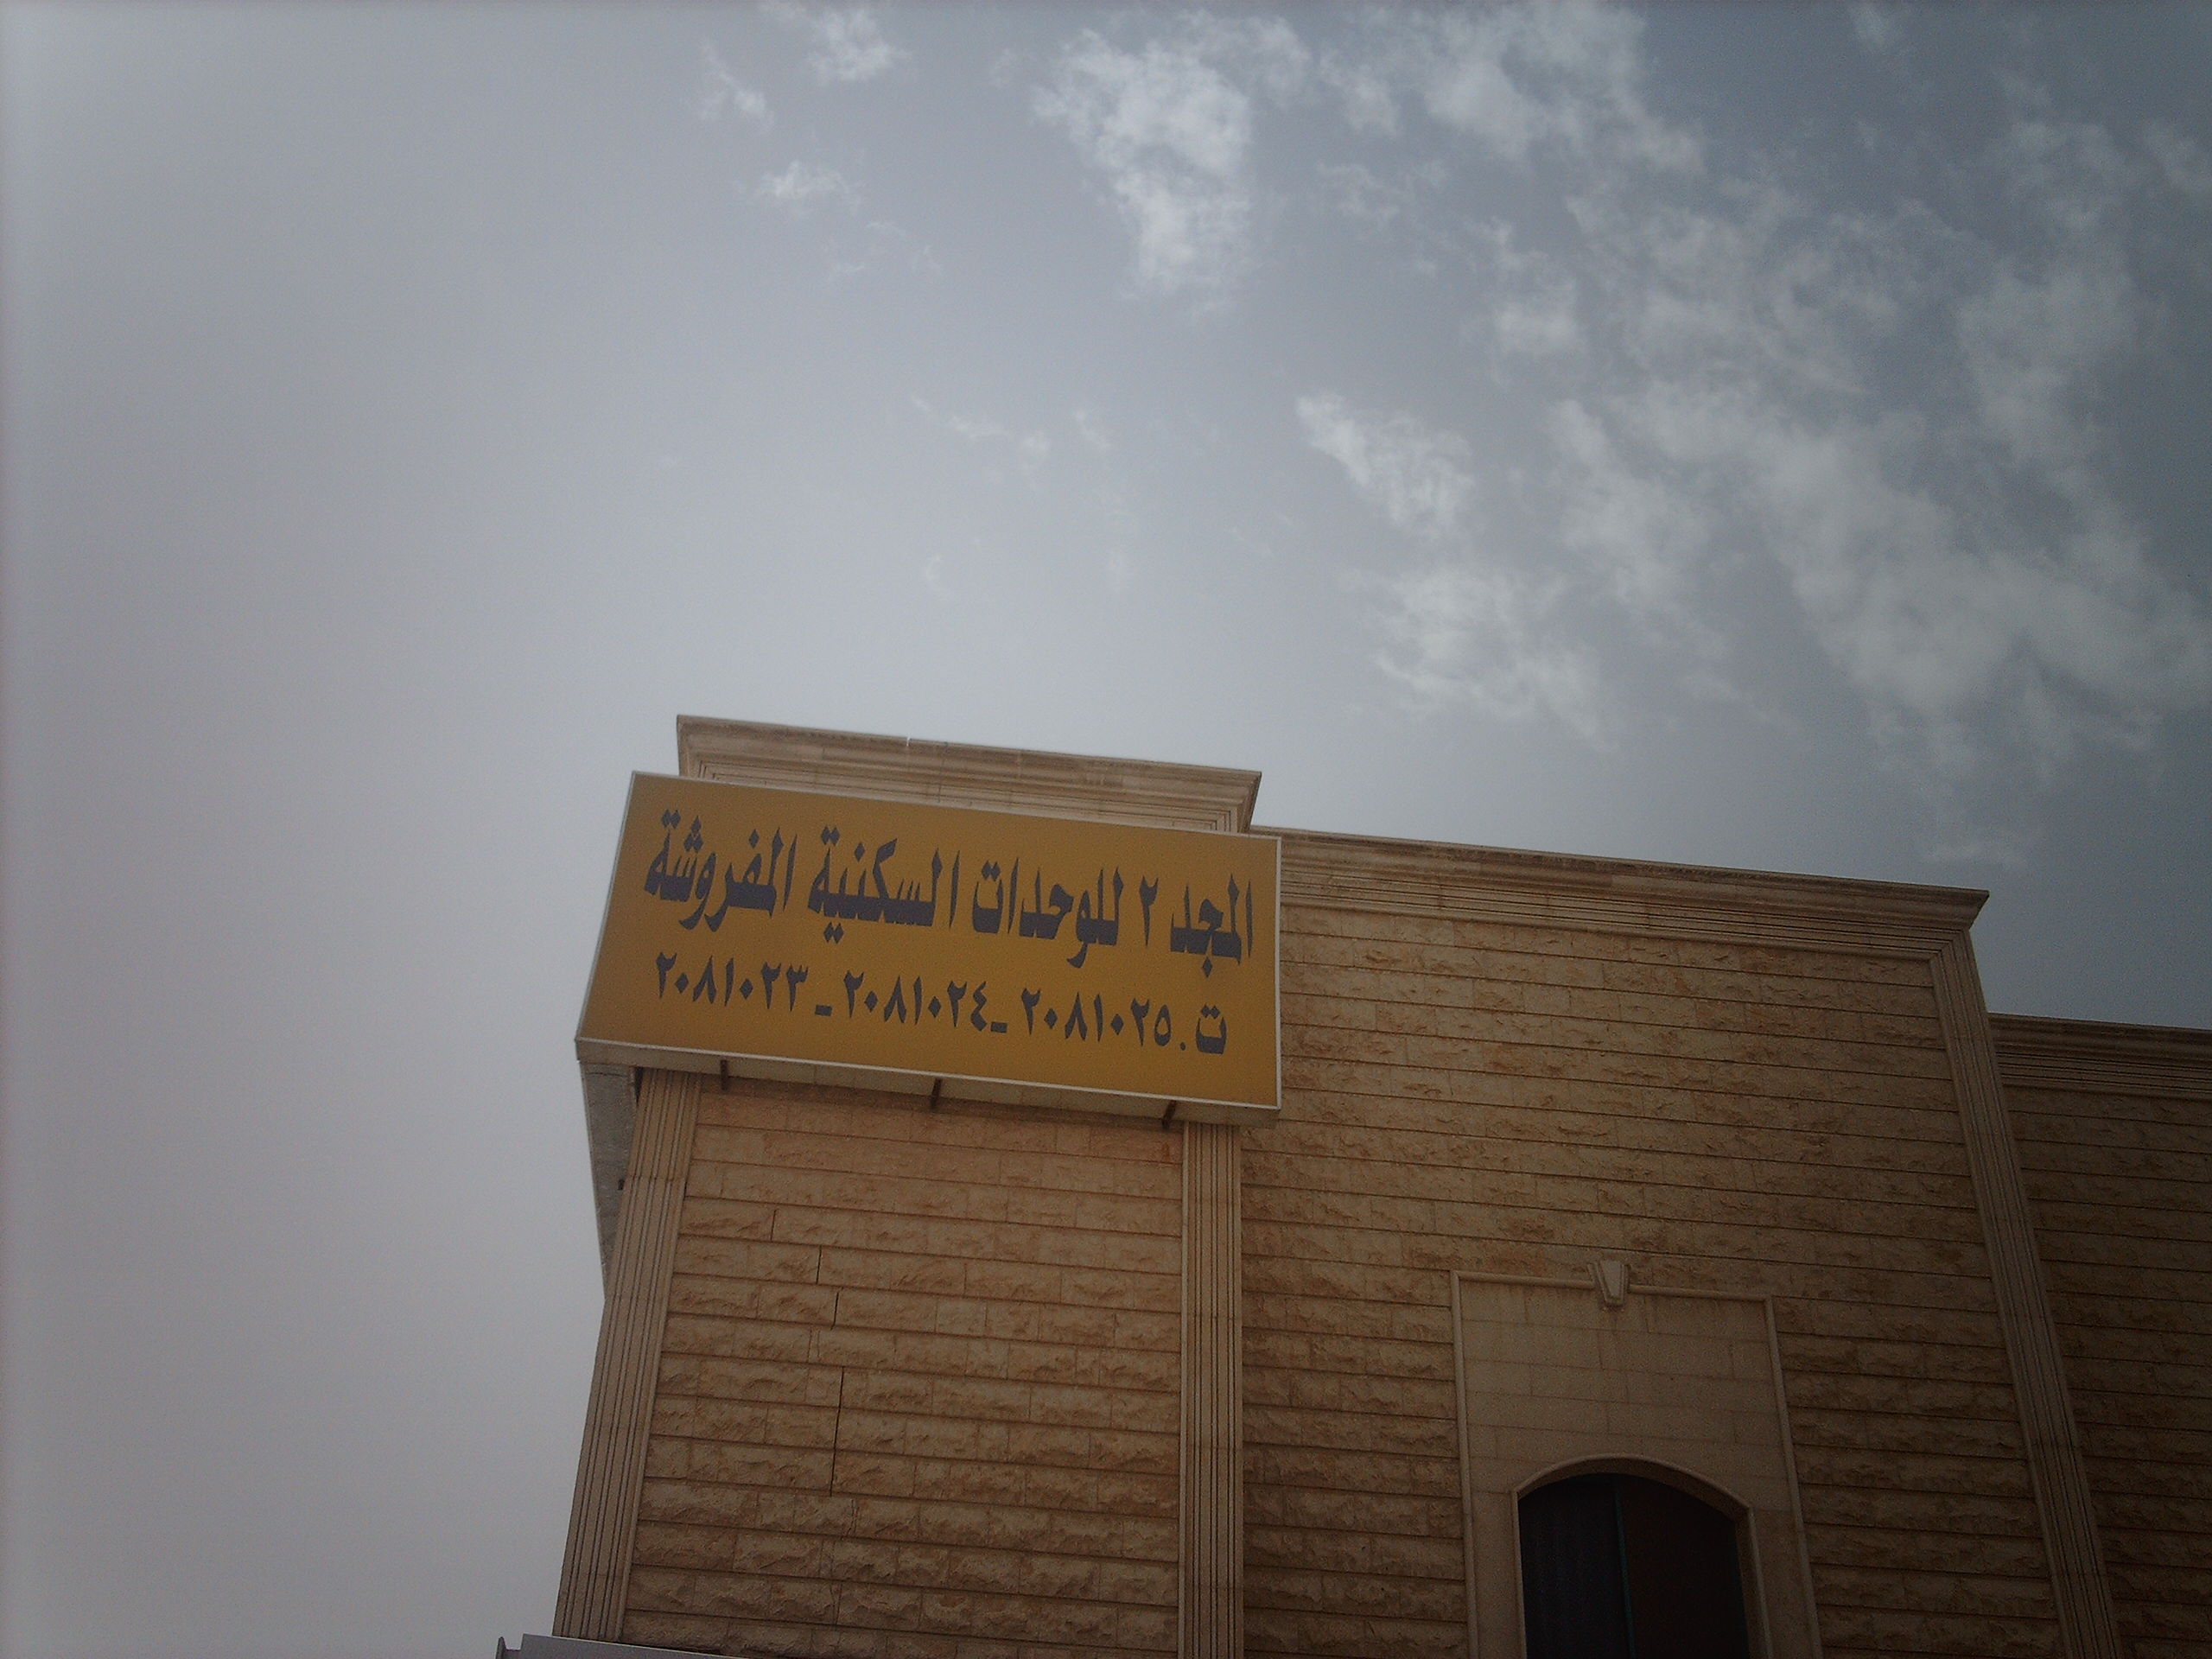 المجد ٢ للوحدات السكنية المفروشة
ت. ٢٠٨١٠٢٥ - ٢٠٨١٠٢٤ - ٢٠٨١٠٢٣